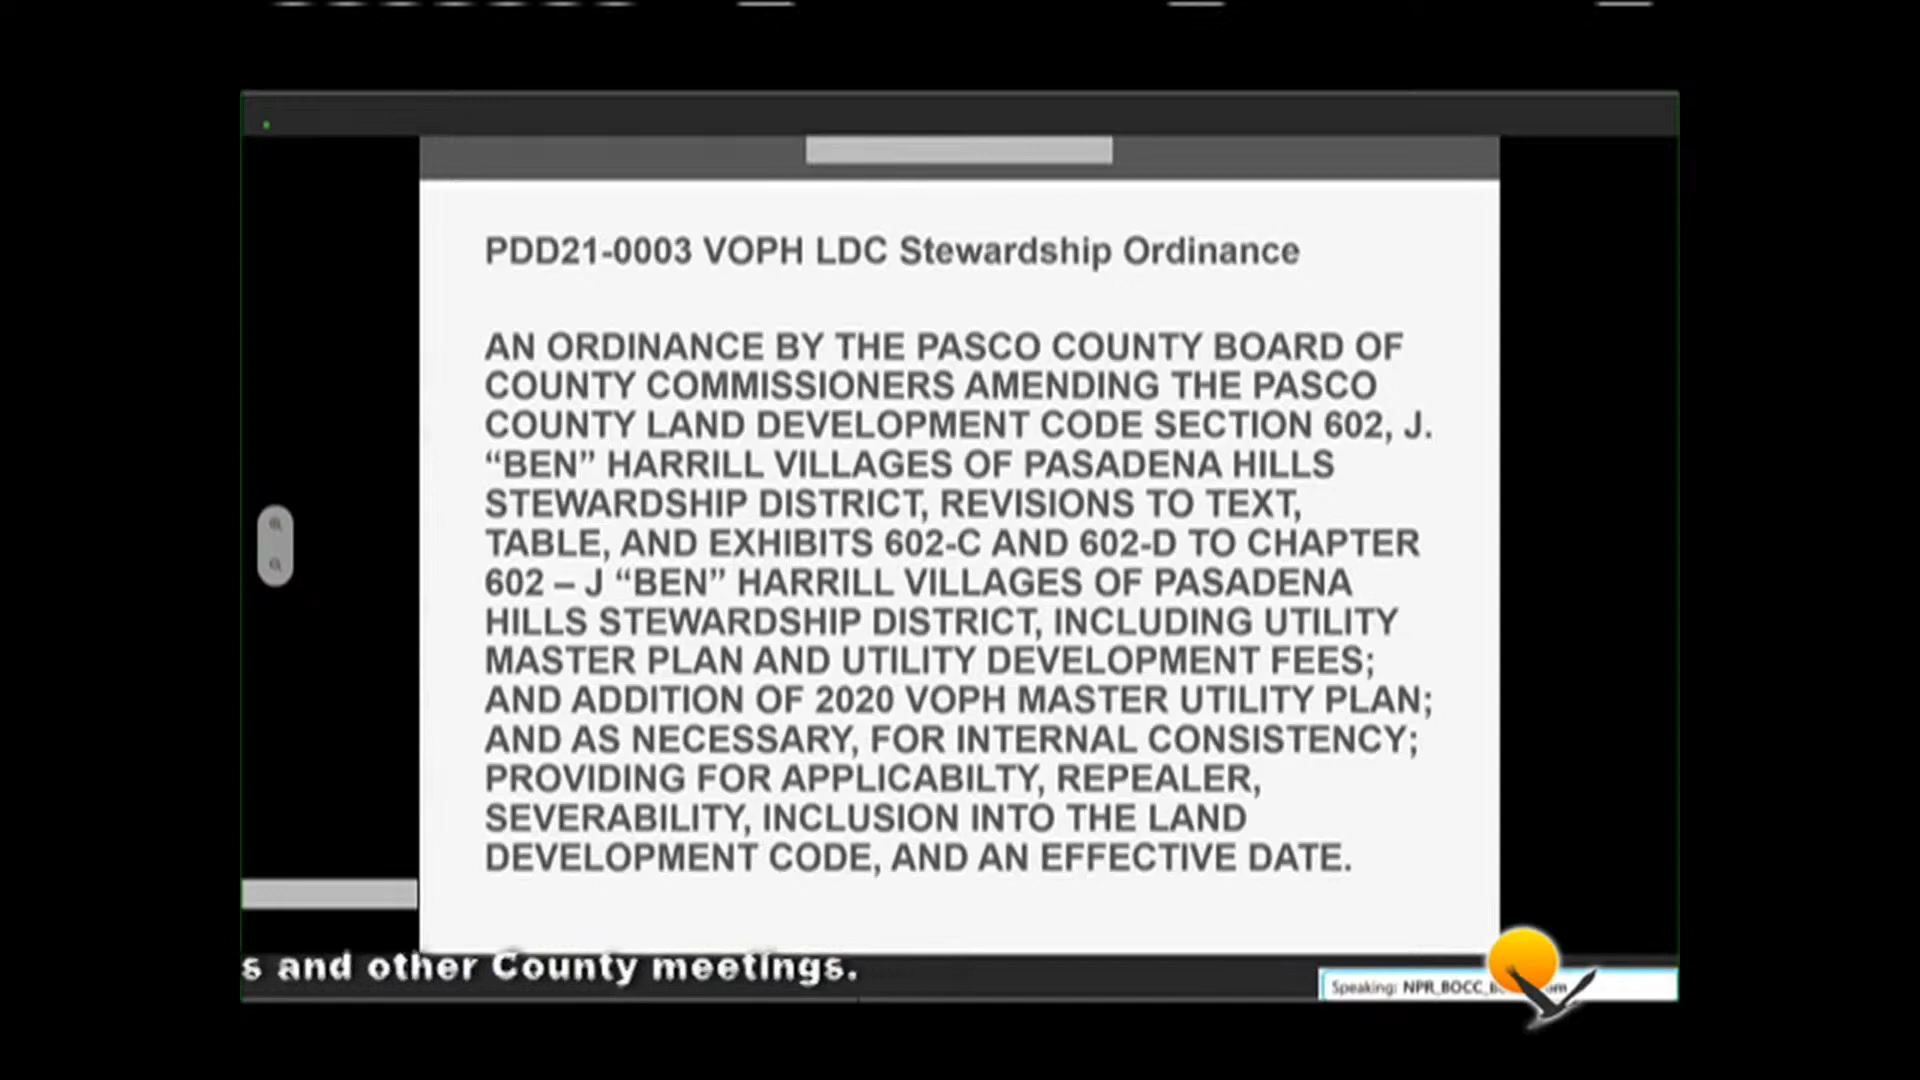 PDD21-0003 VOPH LDC Stewardship Ordinance
AN ORDINANCE BY THE PASCO COUNTY BOARD OF
COUNTY COMMISSIONERS AMENDING THE PASCO
COUNTY LAND DEVELOPMENT CODE SECTION 602, J.
“BEN” HARRILL VILLAGES OF PASADENA HILLS
STEWARDSHIP DISTRICT, REVISIONS TO TEXT,
TABLE, AND EXHIBITS 602-C AND 602-D TO CHAPTER
602 – J “BEN” HARRILL VILLAGES OF PASADENA
HILLS STEWARDSHIP DISTRICT, INCLUDING UTILITY
MASTER PLAN AND UTILITY DEVELOPMENT FEES;
AND ADDITION OF 2020 VOPH MASTER UTILITY PLAN;
AND AS NECESSARY, FOR INTERNAL CONSISTENCY;
PROVIDING FOR APPLICABILTY, REPEALER,
SEVERABILITY, INCLUSION INTO THE LAND
DEVELOPMENT CODE, AND AN EFFECTIVE DATE.
s and other County meetings.
Speaking: NPR_BOCC_